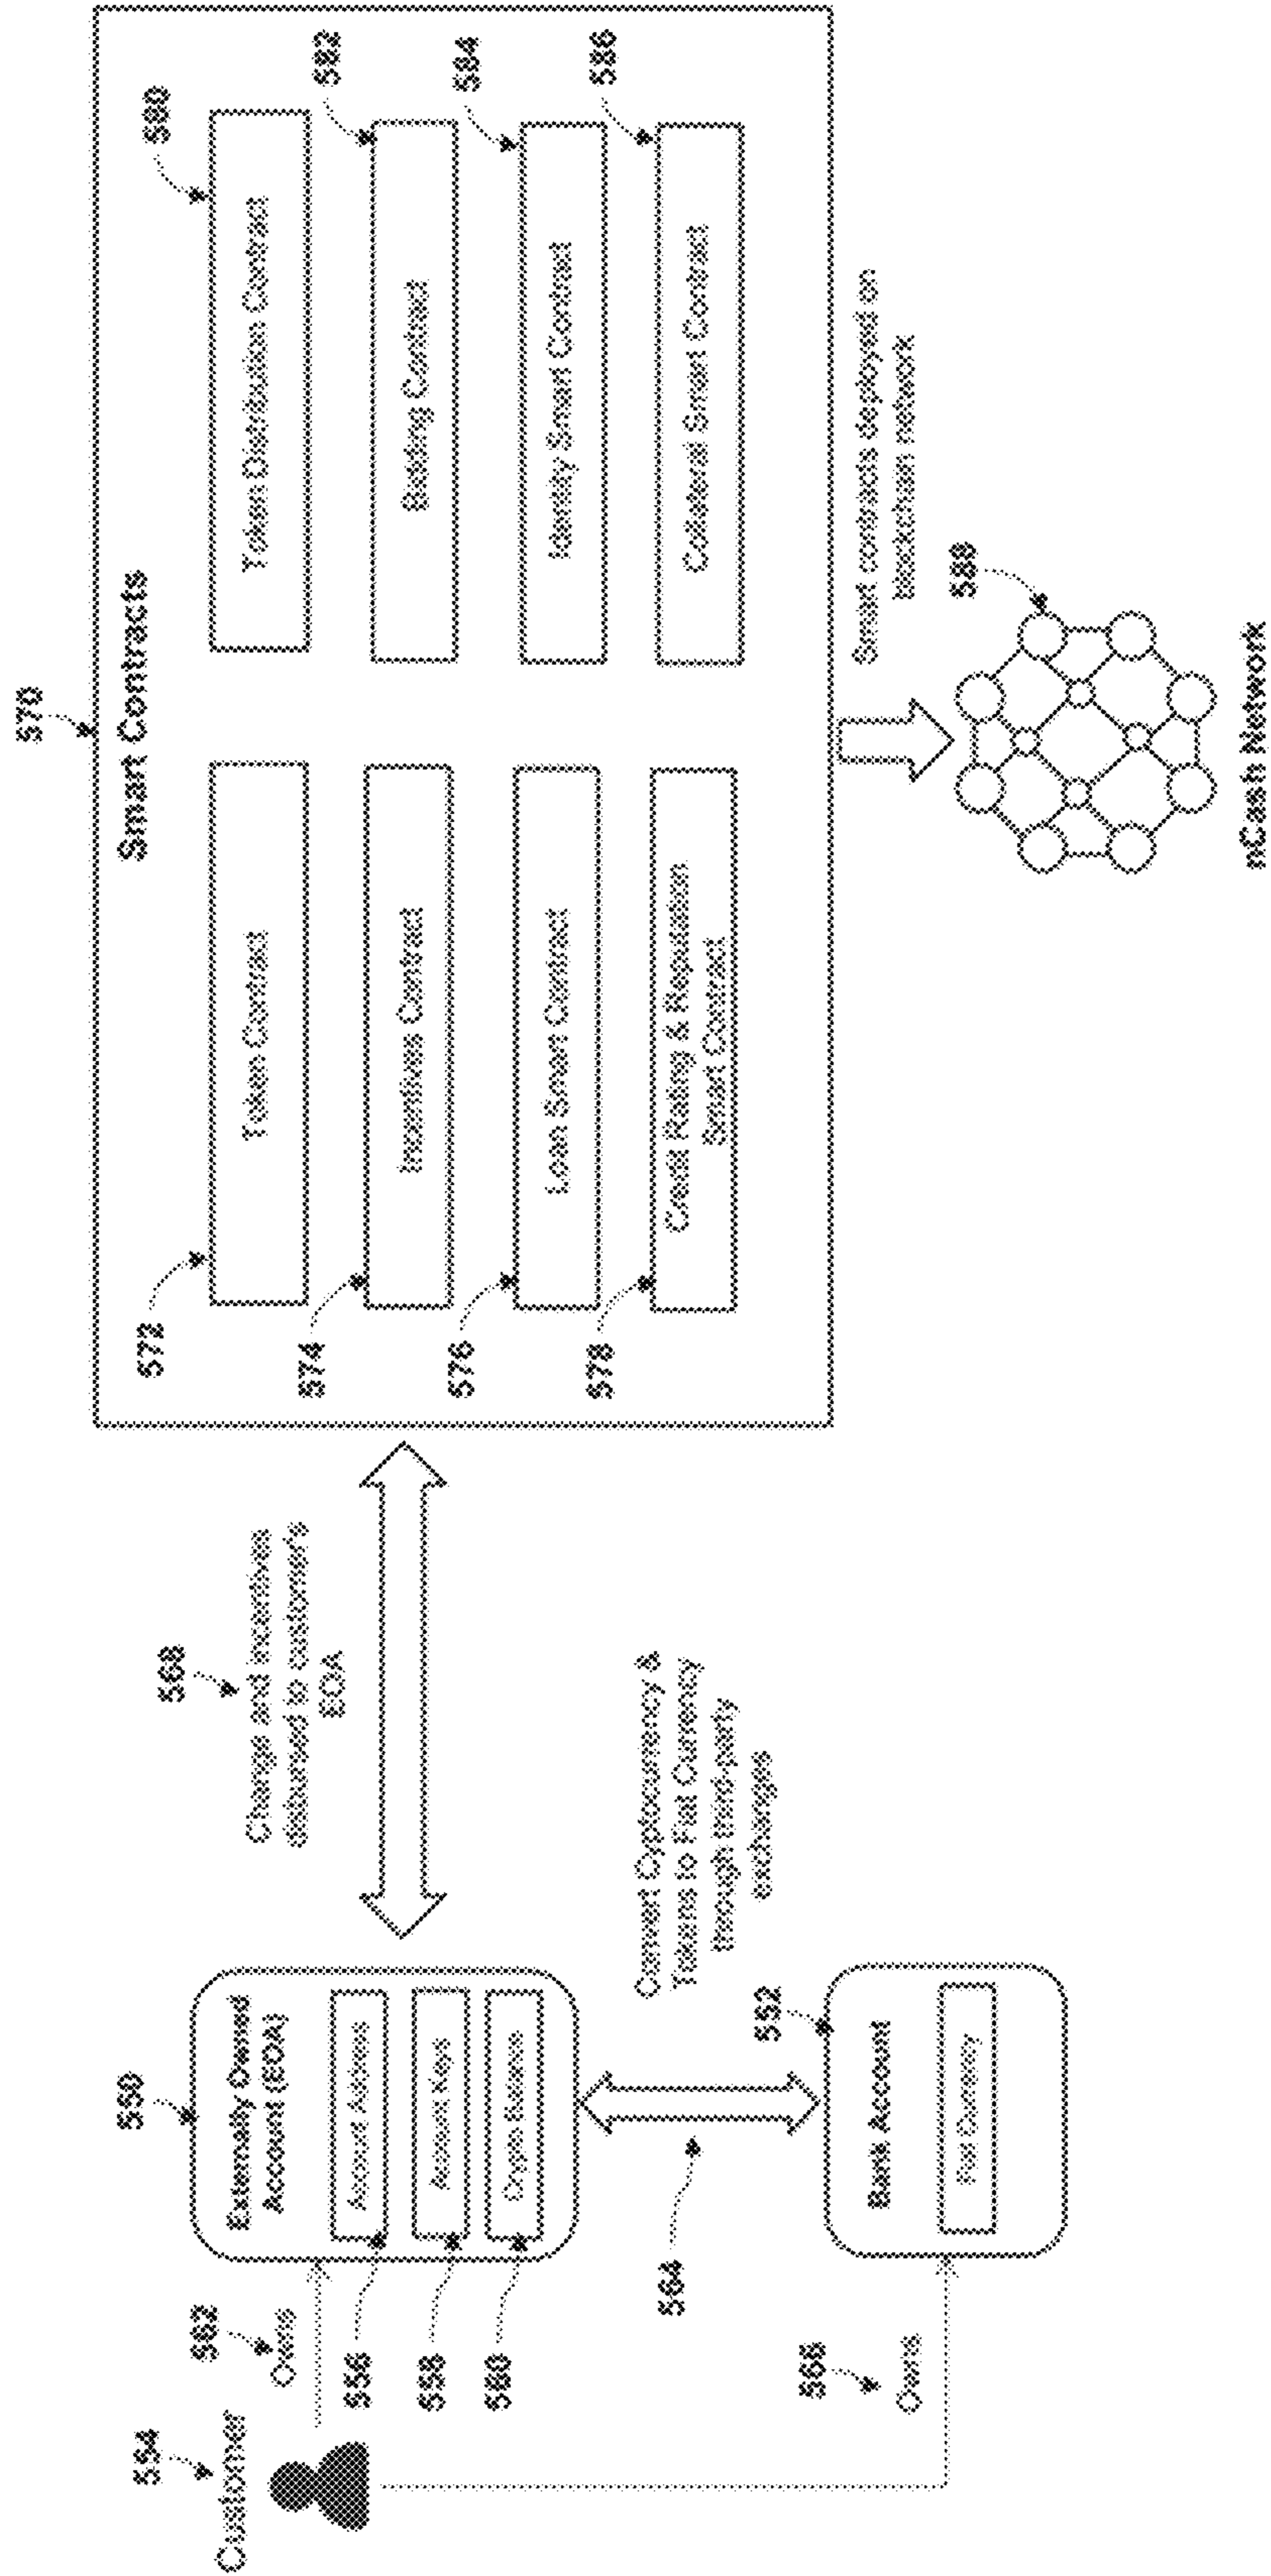 554
Customer
562
Owns
550
Externally Owned
Account (EOA)
Account Address
Account Keys
Crypto Balance
556
558
560
564
566
Owns
552
Bank Account
Fiat Currency
Convert Cyptocurrency &
Tokens to Fiat Currency
through third-party
exchanges
568
Change and incentives
disbursed to customer's
EOA
570
Smart Contracts
572
Token Contract
580
Token Distribution Contract
574
Incentives Contract
582
Bidding Contract
576
Loan Smart Contract
584
Identity Smart Contract
578
Credit Rating & Reputation
Smart Contract
586
Collateral Smart Contract
Smart contracts deployed on
blockchain network
588
nCash Network